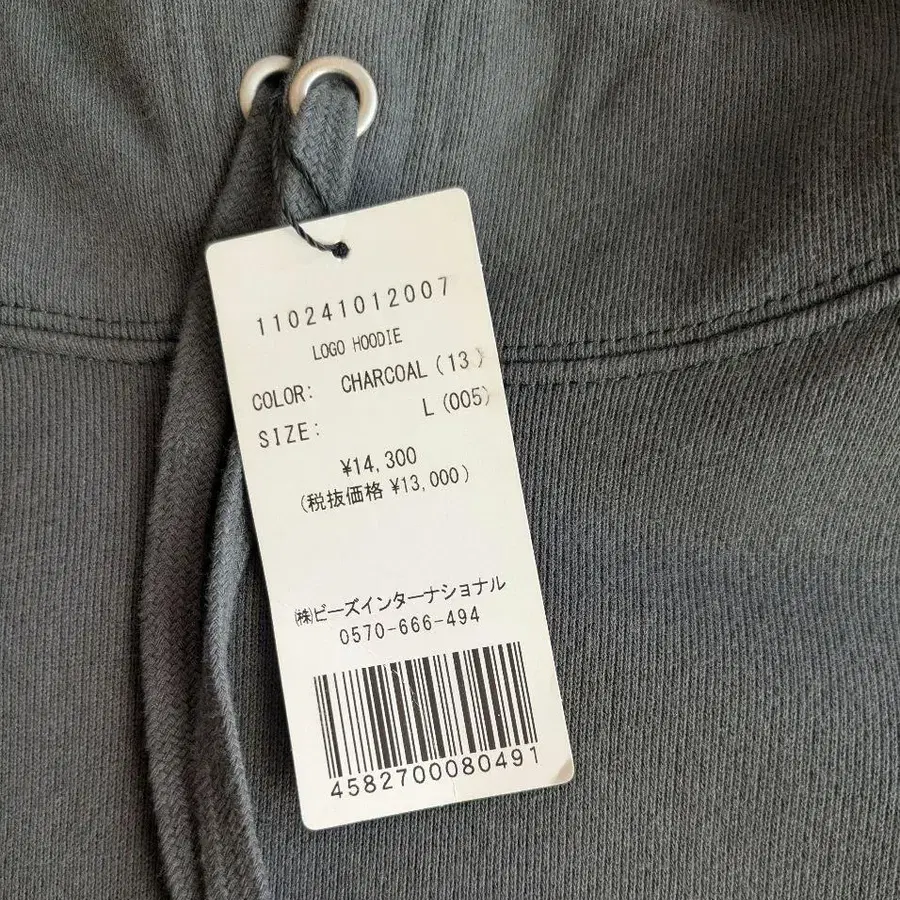 110241012007
LOGO HOODIE
COLOR: CHARCOAL (13)
SIZE: L (005)
¥14,300
(税抜価格 ¥13,000)
㈱ビーズインターナショナル
0570-666-494
4582700080491